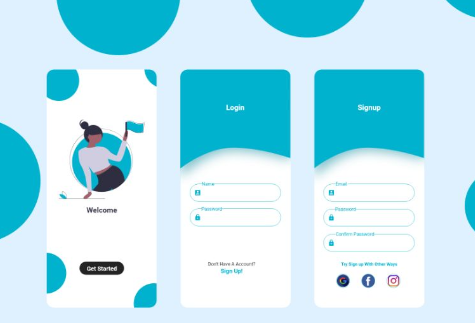 Welcome
Get Started
Login
Name
Password
Don't Have A Account?
Sign Up!
Signup
Email
Password
Confirm Password
Try Sign up With Other Ways
G
f